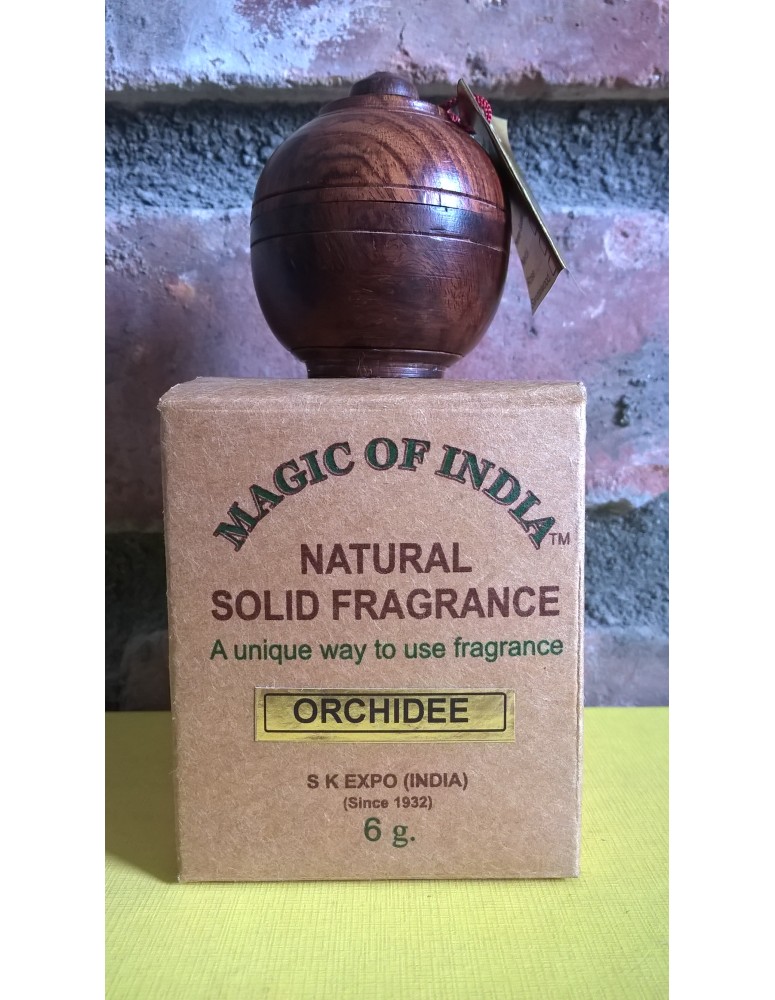 MAGIC OF INDIA™
NATURAL
SOLID FRAGRANCE
A unique way to use fragrance
ORCHIDEE
S K EXPO (INDIA)
(Since 1932)
6 g.